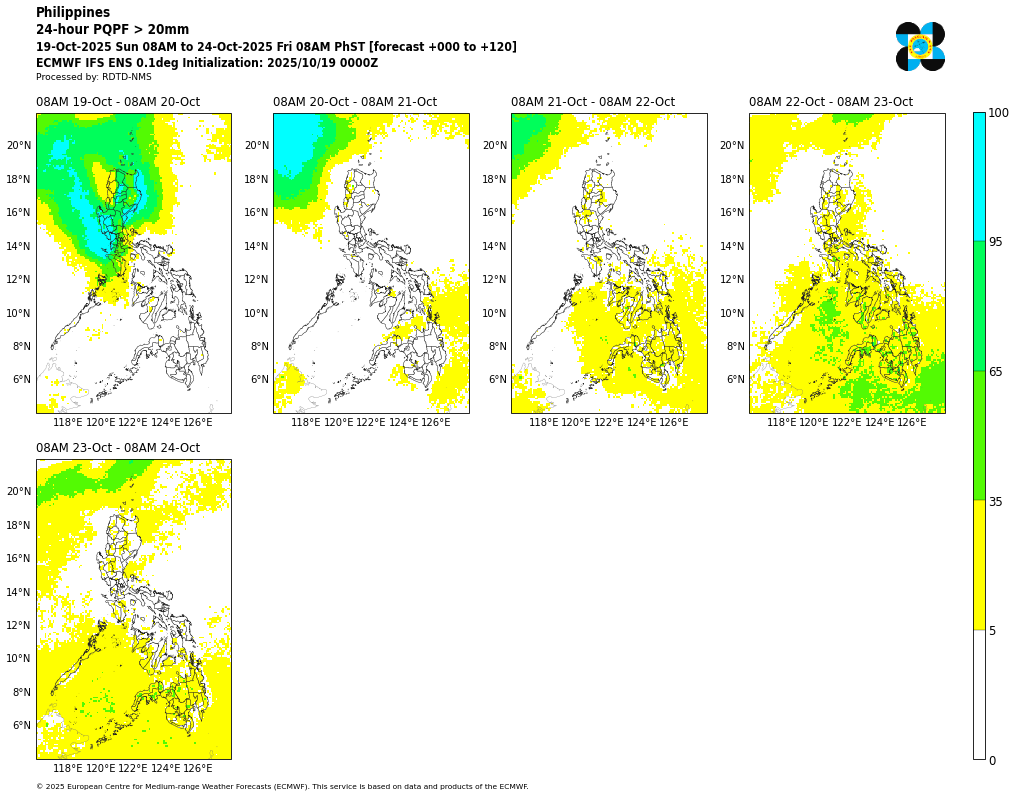 Philippines
24-hour PQPF > 20mm
19-Oct-2025 Sun 08AM to 24-Oct-2025 Fri 08AM PhST [forecast +000 to +120]
ECMWF IFS ENS 0.1deg Initialization: 2025/10/19 0000Z
Processed by: RDTD-NMS
08AM 19-Oct - 08AM 20-Oct
08AM 20-Oct - 08AM 21-Oct
08AM 21-Oct - 08AM 22-Oct
08AM 22-Oct - 08AM 23-Oct
100
20°N 20°N 20°N 20°N
18°N 18°N 18°N 18°N
16°N 16°N 16°N 16°N
95
14°N 14°N 14°N 14°N
12°N 12°N 12°N 12°N
10°N 10°N 10°N 10°N
8°N 8°N 8°N 8°N
65
6°N 6°N 6°N 6°N
118°E 120°E 122°E 124°E 126°E 118°E 120°E 122°E 124°E 126°E 118°E 120°E 122°E 124°E 126°E 118°E 120°E 122°E 124°E 126°E
08AM 23-Oct - 08AM 24-Oct
20°N
35
18°N
16°N
14°N
12°N
5
10°N
8°N
6°N
0
118°E 120°E 122°E 124°E 126°E
© 2025 European Centre for Medium-range Weather Forecasts (ECMWF). This service is based on data and products of the ECMWF.